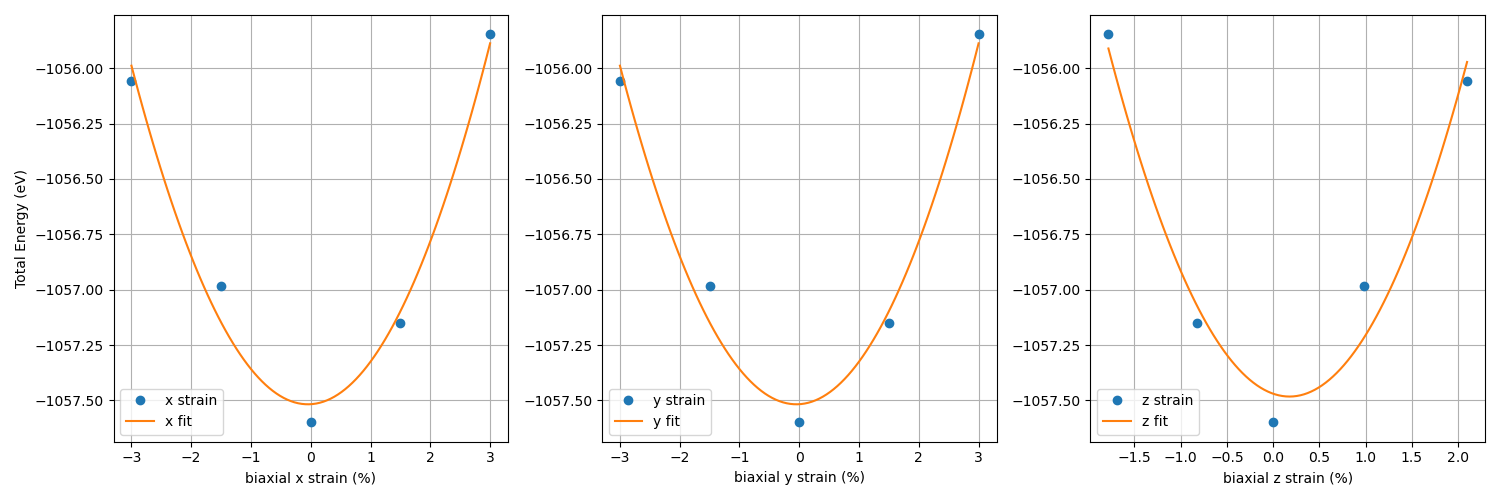 Total Energy (eV)
−1056.00
−1056.25
−1056.50
−1056.75
−1057.00
−1057.25
−1057.50
x strain
x fit
−3 −2 −1 0 1 2 3
biaxial x strain (%)
−1056.00
−1056.25
−1056.50
−1056.75
−1057.00
−1057.25
−1057.50
y strain
y fit
−3 −2 −1 0 1 2 3
biaxial y strain (%)
−1056.00
−1056.25
−1056.50
−1056.75
−1057.00
−1057.25
−1057.50
z strain
z fit
−1.5 −1.0 −0.5 0.0 0.5 1.0 1.5 2.0
biaxial z strain (%)